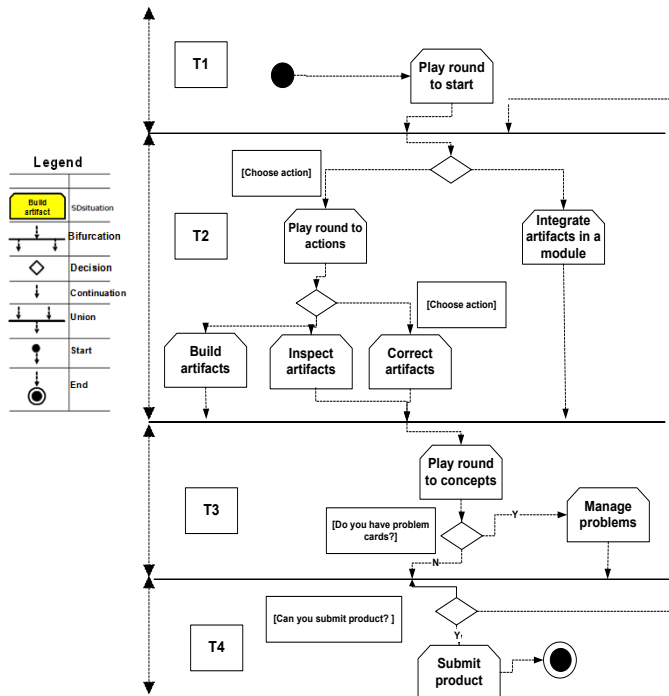 T1
Play round
to start
Legend
Build
artifact
SDsituation
Bifurcation
Decision
Continuation
Union
Start
End
[Choose action]
T2
Play round to
actions
Integrate
artifacts in a
module
[Choose action]
Build
artifacts
Inspect
artifacts
Correct
artifacts
Play round
to concepts
T3
[Do you have problem
cards?]
Y
Manage
problems
N
[Can you submit product? ]
Y
T4
Submit
product